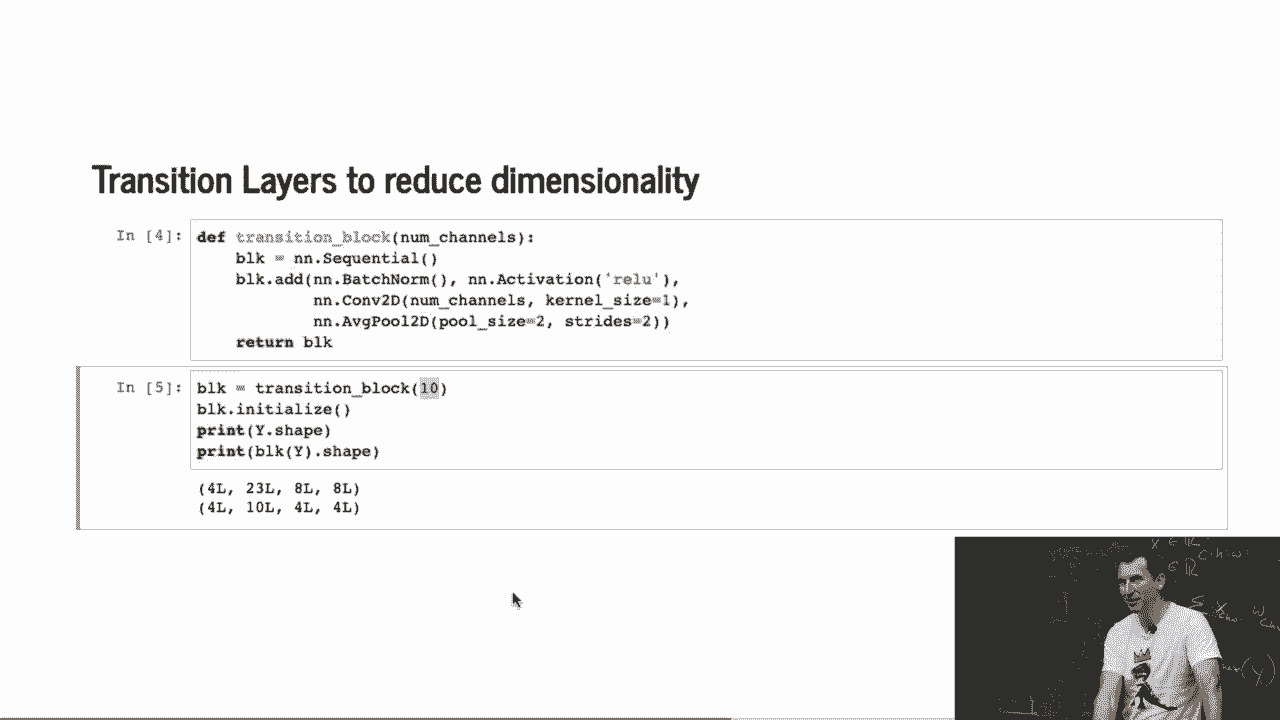 Transition Layers to reduce dimensionality
In [4]:
def transition_block(num_channels):
    blk = nn.Sequential()
    blk.add(nn.BatchNorm(), nn.Activation('relu'),
            nn.Conv2D(num_channels, kernel_size=1),
            nn.AvgPool2D(pool_size=2, strides=2))
    return blk
In [5]:
blk = transition_block(10)
blk.initialize()
print(Y.shape)
print(blk(Y).shape)
(4L, 23L, 8L, 8L)
(4L, 10L, 4L, 4L)